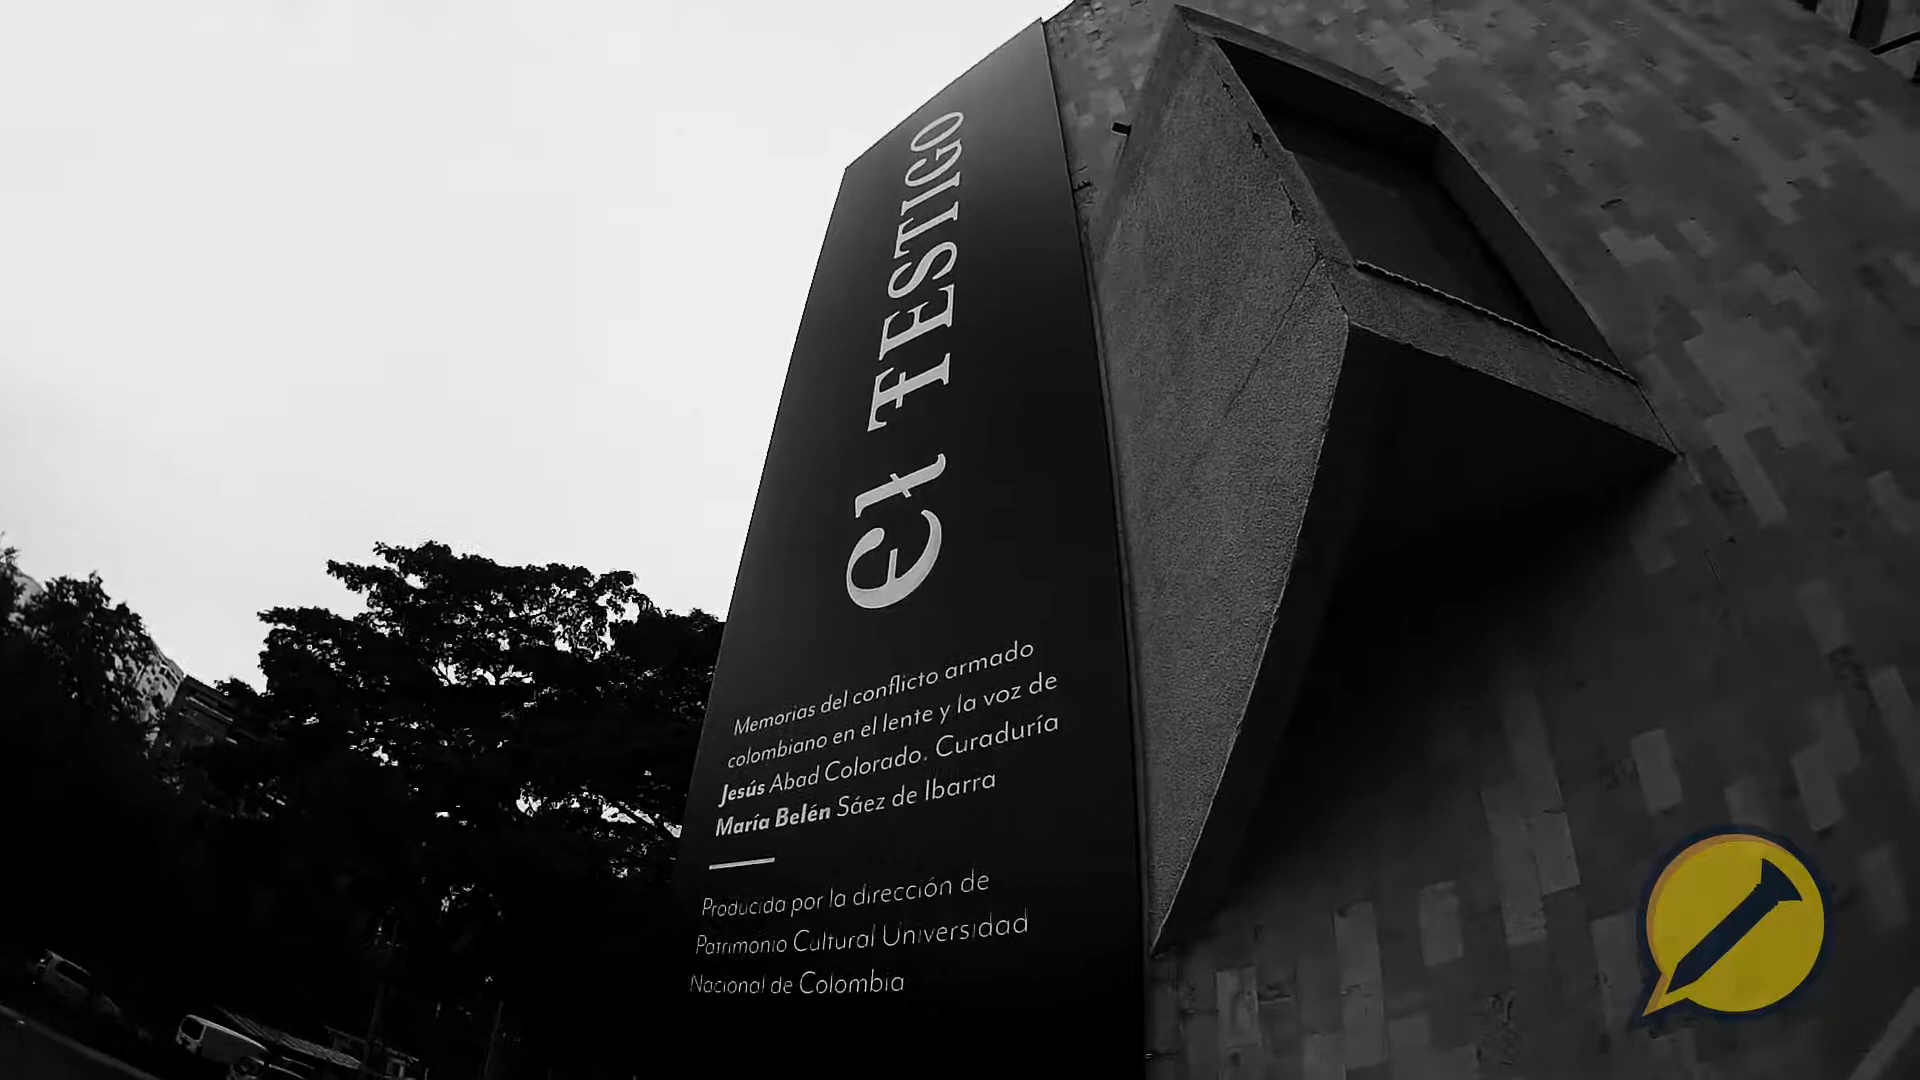 el TESTIGO
Memorias del conflicto armado
colombiano en el lente y la voz de
Jesús Abad Colorado. Curaduría
María Belén Sáez de Ibarra
Producida por la dirección de
Patrimonio Cultural Universidad
Nacional de Colombia